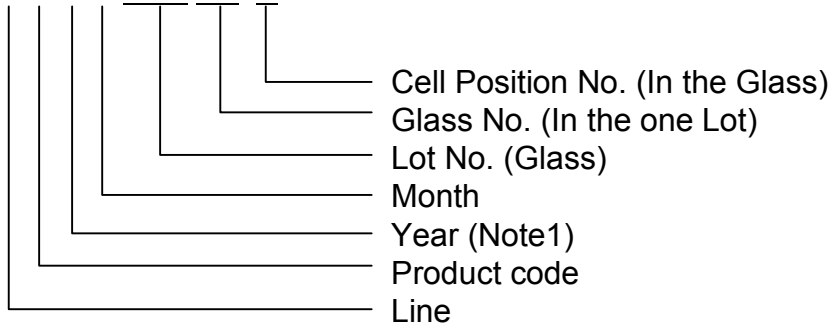 Cell Position No. (In the Glass)
Glass No. (In the one Lot)
Lot No. (Glass)
Month
Year (Note1)
Product code
Line